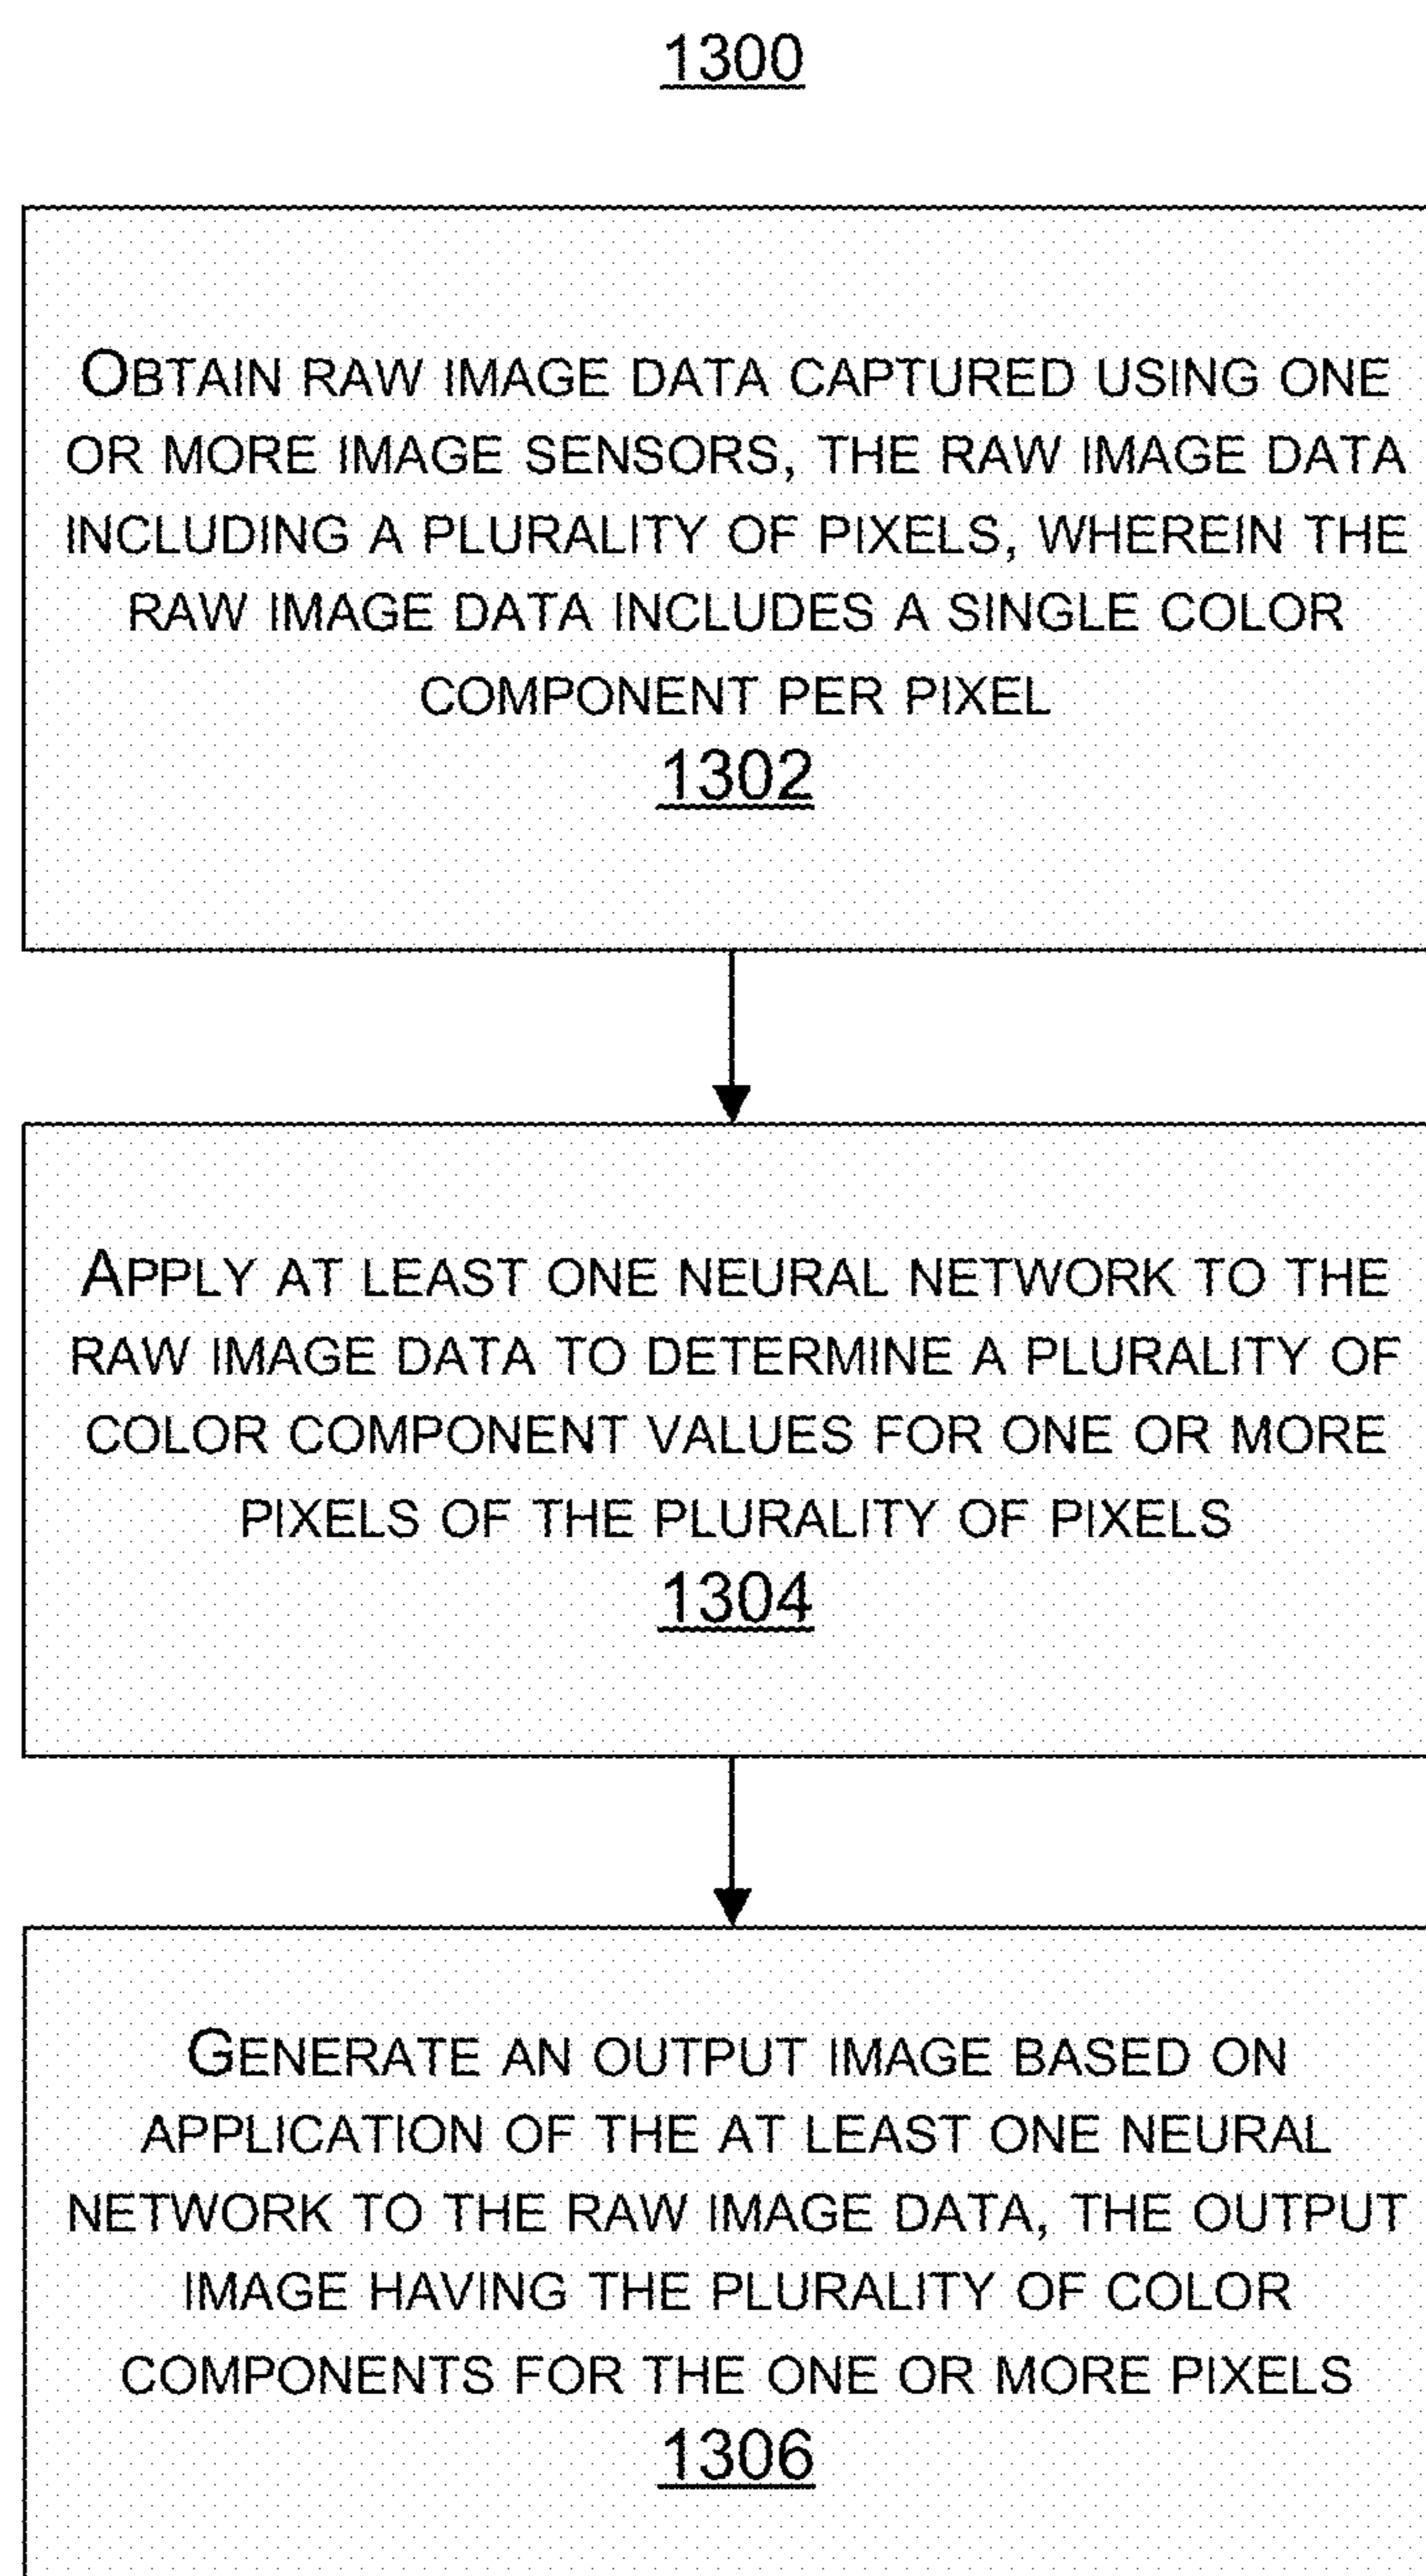 1300
OBTAIN RAW IMAGE DATA CAPTURED USING ONE
OR MORE IMAGE SENSORS, THE RAW IMAGE DATA
INCLUDING A PLURALITY OF PIXELS, WHEREIN THE
RAW IMAGE DATA INCLUDES A SINGLE COLOR
COMPONENT PER PIXEL
1302
APPLY AT LEAST ONE NEURAL NETWORK TO THE
RAW IMAGE DATA TO DETERMINE A PLURALITY OF
COLOR COMPONENT VALUES FOR ONE OR MORE
PIXELS OF THE PLURALITY OF PIXELS
1304
GENERATE AN OUTPUT IMAGE BASED ON
APPLICATION OF THE AT LEAST ONE NEURAL
NETWORK TO THE RAW IMAGE DATA, THE OUTPUT
IMAGE HAVING THE PLURALITY OF COLOR
COMPONENTS FOR THE ONE OR MORE PIXELS
1306